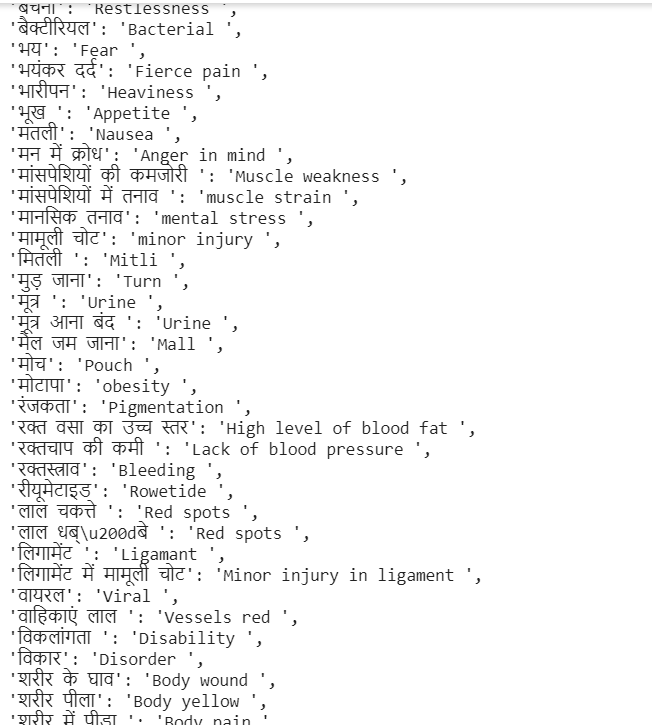 'बेचैनी': 'Restlessness ',
'बैक्टीरियल': 'Bacterial ',
'भय': 'Fear ',
'भयंकर दर्द': 'Fierce pain ',
'भारीपन': 'Heaviness ',
'भूख ': 'Appetite ',
'मतली': 'Nausea ',
'मन में क्रोध': 'Anger in mind ',
'मांसपेशियों की कमजोरी ': 'Muscle weakness ',
'मांसपेशियों में तनाव ': 'muscle strain ',
'मानसिक तनाव': 'mental stress ',
'मामूली चोट': 'minor injury ',
'मितली ': 'Mitli ',
'मुड़ जाना': 'Turn ',
'मूत्र ': 'Urine ',
'मूत्र आना बंद ': 'Urine ',
'मैल जम जाना': 'Mall ',
'मोच': 'Pouch ',
'मोटापा': 'obesity ',
'रंजकता': 'Pigmentation ',
'रक्त वसा का उच्च स्तर': 'High level of blood fat ',
'रक्तचाप की कमी ': 'Lack of blood pressure ',
'रक्तस्त्राव': 'Bleeding ',
'रीयूमेटाइड': 'Rowetide ',
'लाल चकत्ते ': 'Red spots ',
'लाल धब्\u200dबे ': 'Red spots ',
'लिगामेंट ': 'Ligamant ',
'लिगामेंट में मामूली चोट': 'Minor injury in ligament ',
'वायरल': 'Viral ',
'वाहिकाएं लाल ': 'Vessels red ',
'विकलांगता ': 'Disability ',
'विकार': 'Disorder ',
'शरीर के घाव': 'Body wound ',
'शरीर पीला': 'Body yellow ',
'शरीर में पीड़ा ': 'Body pain '